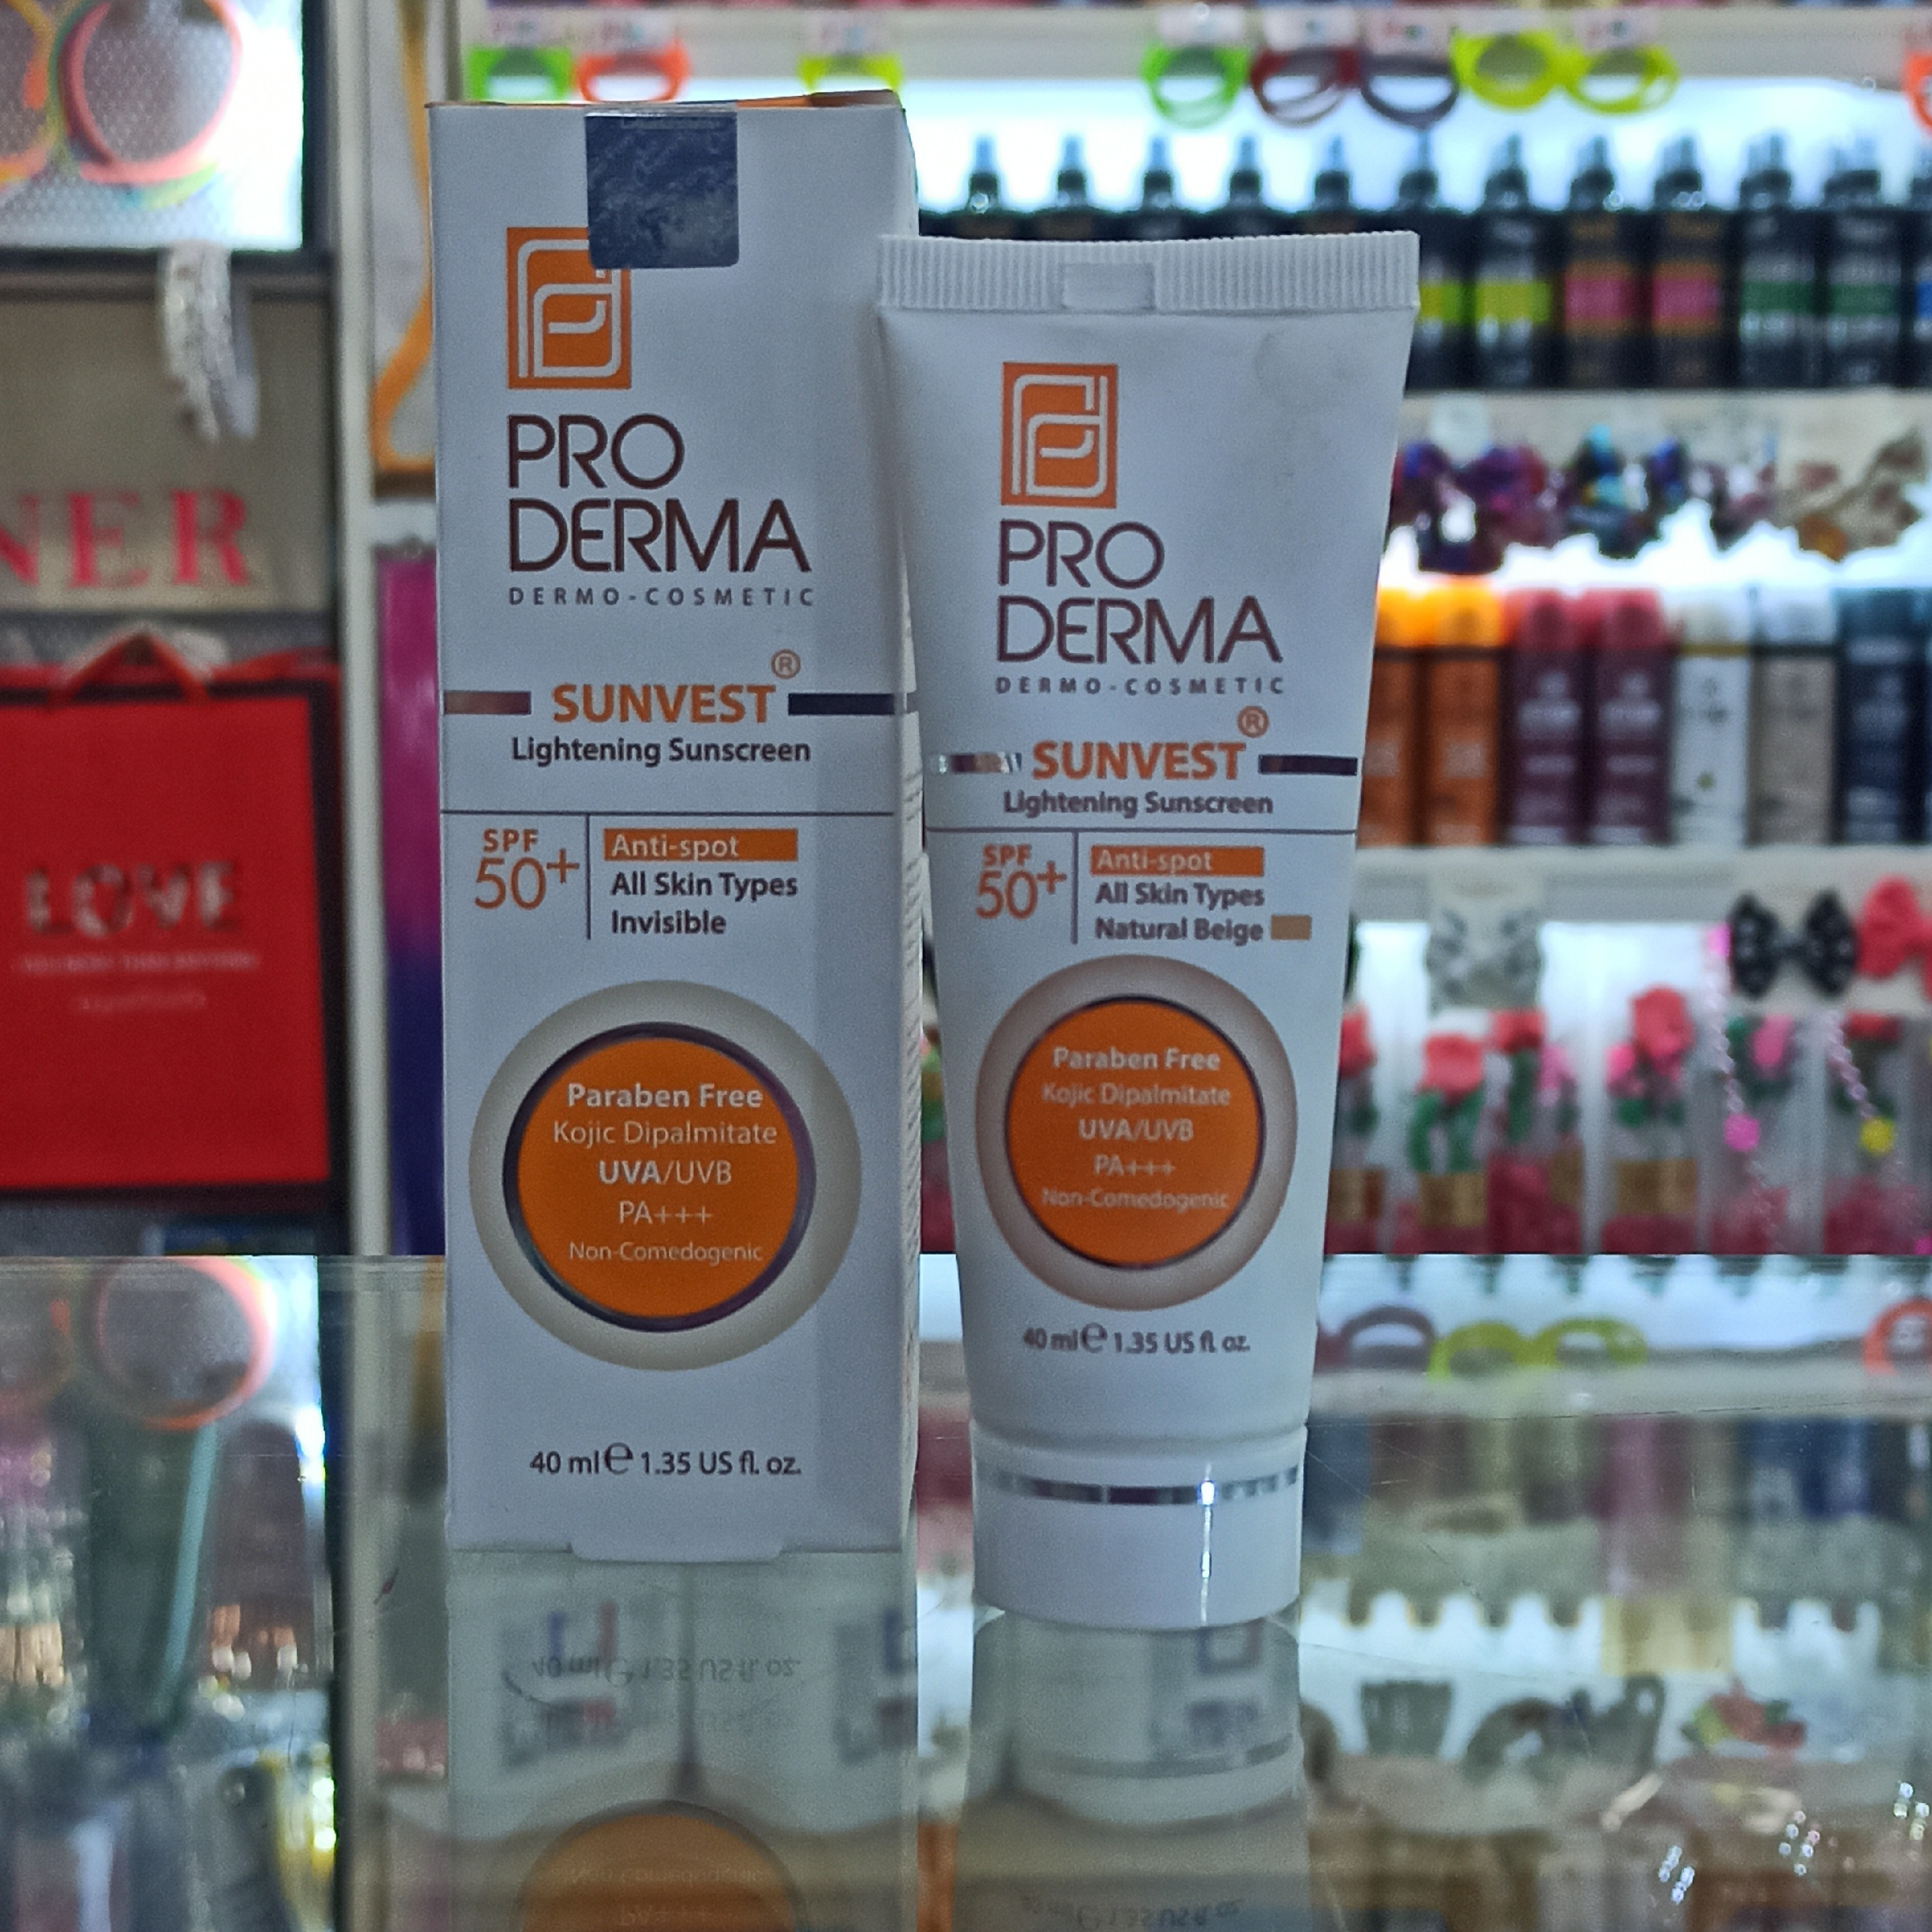 PRO
DERMA
DERMO-COSMETIC
SUNVEST®
Lightening Sunscreen
SPF
50+
Anti-spot
All Skin Types
Invisible
Paraben Free
Kojic Dipalmitate
UVA/UVB
PA+++
Non-Comedogenic
40 ml e 1.35 US fl. oz.
PRO
DERMA
DERMO-COSMETIC
SUNVEST®
Lightening Sunscreen
SPF
50+
Anti-spot
All Skin Types
Natural Beige
Paraben Free
Kojic Dipalmitate
UVA/UVB
PA+++
Non-Comedogenic
40 ml e 1.35 US fl. oz.
NER
LOVE